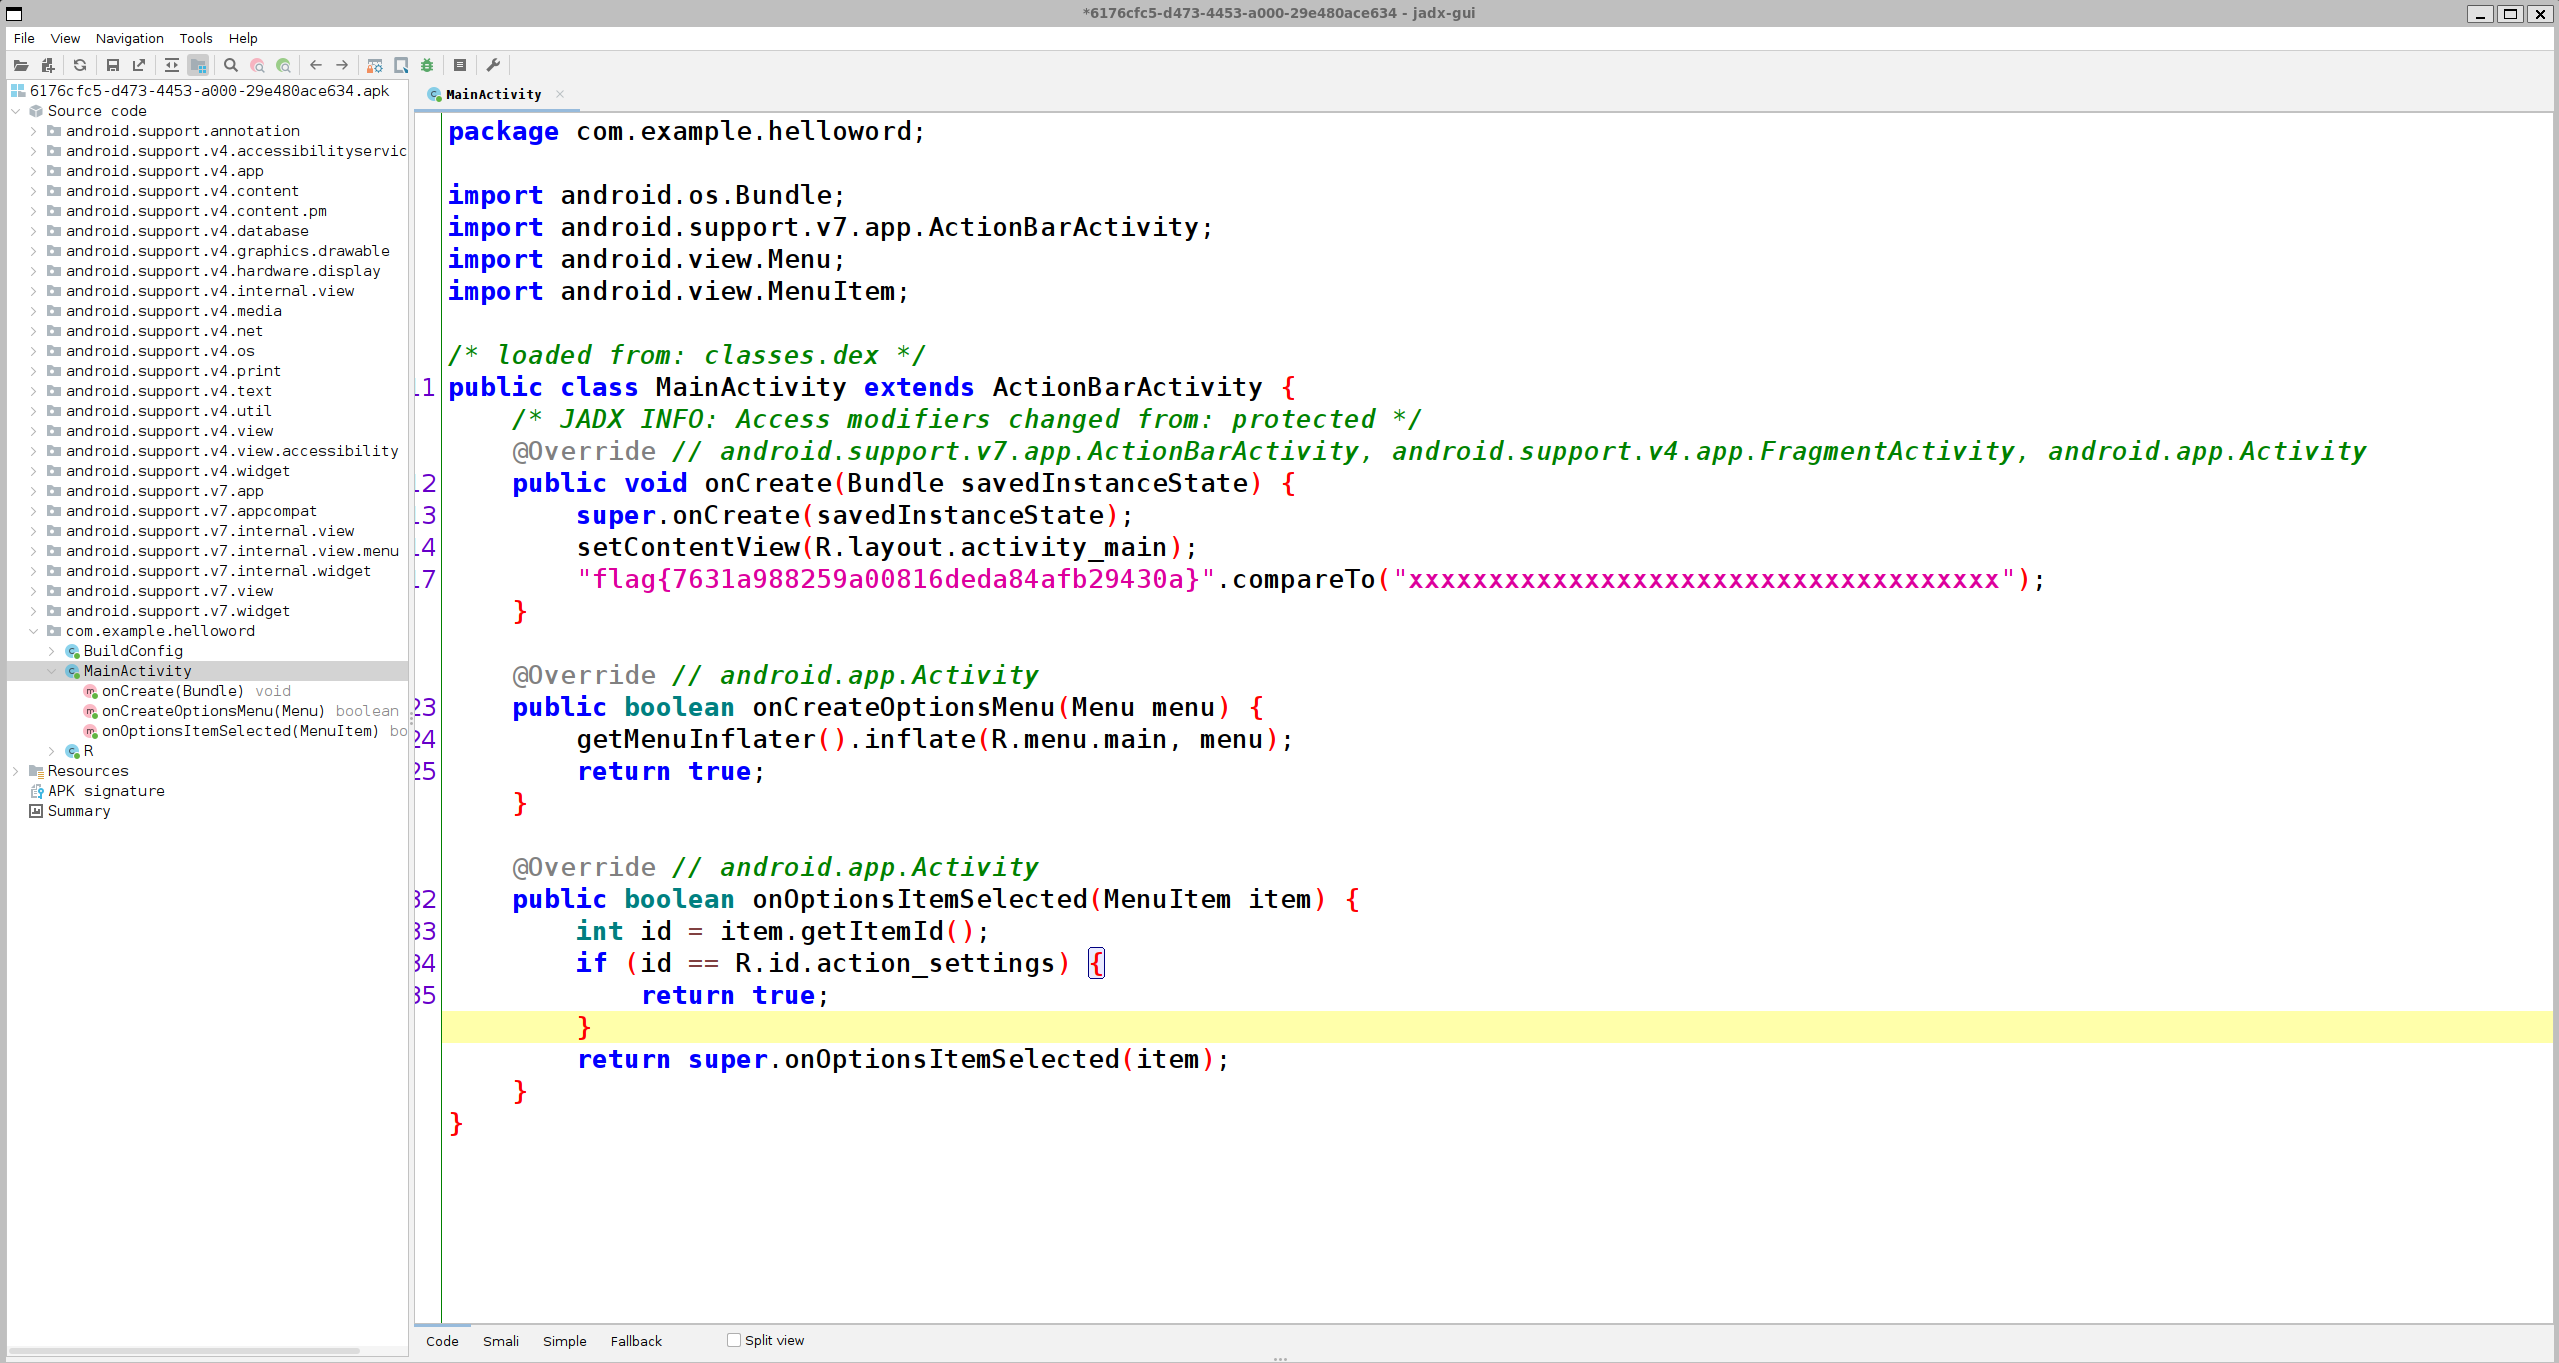 *6176cfc5-d473-4453-a000-29e480ace634 - jadx-gui
File View Navigation Tools Help
6176cfc5-d473-4453-a000-29e480ace634.apk
Source code
android.support.annotation
android.support.v4.accessibilityservic
android.support.v4.app
android.support.v4.content
android.support.v4.content.pm
android.support.v4.database
android.support.v4.graphics.drawable
android.support.v4.hardware.display
android.support.v4.internal.view
android.support.v4.media
android.support.v4.net
android.support.v4.os
android.support.v4.print
android.support.v4.text
android.support.v4.util
android.support.v4.view
android.support.v4.view.accessibility
android.support.v4.widget
android.support.v7.app
android.support.v7.appcompat
android.support.v7.internal.view
android.support.v7.internal.view.menu
android.support.v7.internal.widget
android.support.v7.view
android.support.v7.widget
com.example.helloword
BuildConfig
MainActivity
onCreate(Bundle) void
onCreateOptionsMenu(Menu) boolean
onOptionsItemSelected(MenuItem) bo
R
Resources
APK signature
Summary
MainActivity
package com.example.helloword;
import android.os.Bundle;
import android.support.v7.app.ActionBarActivity;
import android.view.Menu;
import android.view.MenuItem;
/* loaded from: classes.dex */
11 public class MainActivity extends ActionBarActivity {
/* JADX INFO: Access modifiers changed from: protected */
@Override // android.support.v7.app.ActionBarActivity, android.support.v4.app.FragmentActivity, android.app.Activity
12 public void onCreate(Bundle savedInstanceState) {
13 super.onCreate(savedInstanceState);
14 setContentView(R.layout.activity_main);
17 "flag{7631a988259a00816deda84afb29430a}".compareTo("xxxxxxxxxxxxxxxxxxxxxxxxxxxxxxxxxxxxx");
}
@Override // android.app.Activity
23 public boolean onCreateOptionsMenu(Menu menu) {
24 getMenuInflater().inflate(R.menu.main, menu);
25 return true;
}
@Override // android.app.Activity
32 public boolean onOptionsItemSelected(MenuItem item) {
33 int id = item.getItemId();
34 if (id == R.id.action_settings) {
35 return true;
}
return super.onOptionsItemSelected(item);
}
}
Code Smali Simple Fallback Split view